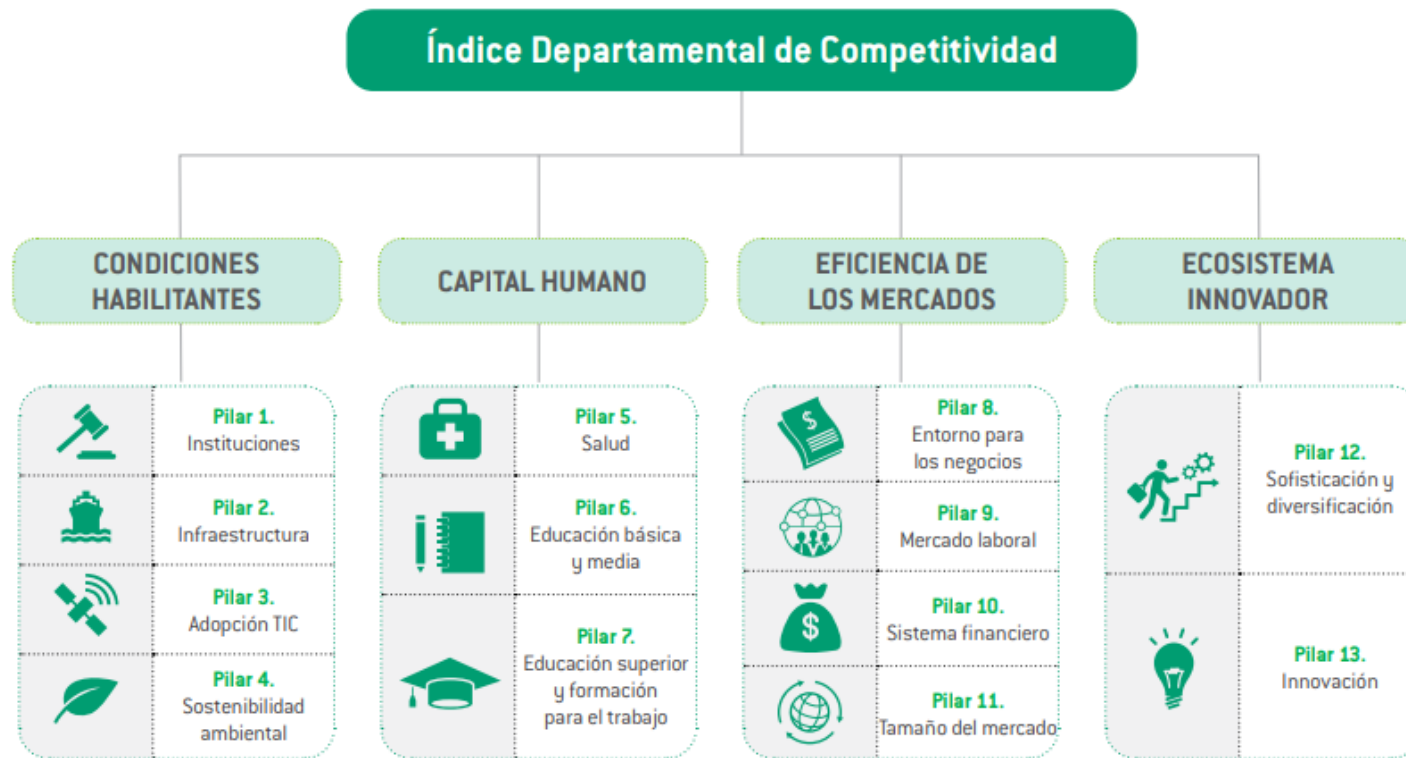 Índice Departamental de Competitividad
CONDICIONES
HABILITANTES
Pilar 1.
Instituciones
Pilar 2.
Infraestructura
Pilar 3.
Adopción TIC
Pilar 4.
Sostenibilidad
ambiental
CAPITAL HUMANO
Pilar 5.
Salud
Pilar 6.
Educación básica
y media
Pilar 7.
Educación superior
y formación
para el trabajo
EFICIENCIA DE
LOS MERCADOS
$
Pilar 8.
Entorno para
los negocios
Pilar 9.
Mercado laboral
$
Pilar 10.
Sistema financiero
Pilar 11.
Tamaño del mercado
ECOSISTEMA
INNOVADOR
Pilar 12.
Sofisticación y
diversificación
Pilar 13.
Innovación